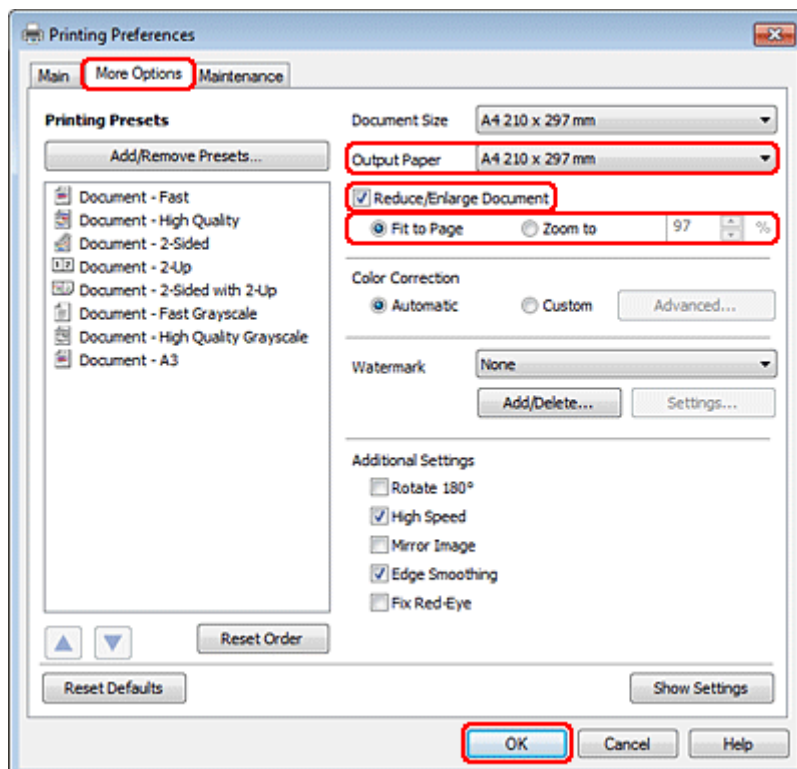 Printing Preferences
Main More Options Maintenance
Printing Presets
Add/Remove Presets...
Document - Fast
Document - High Quality
Document - 2-Sided
Document - 2-Up
Document - 2-Sided with 2-Up
Document - Fast Grayscale
Document - High Quality Grayscale
Document - A3
Reset Order
Document Size A4 210 x 297 mm
Output Paper A4 210 x 297 mm
Reduce/Enlarge Document
Fit to Page Zoom to 97 %
Color Correction
Automatic Custom Advanced...
Watermark None
Add/Delete... Settings...
Additional Settings
Rotate 180°
High Speed
Mirror Image
Edge Smoothing
Fix Red-Eye
Reset Defaults Show Settings
OK Cancel Help